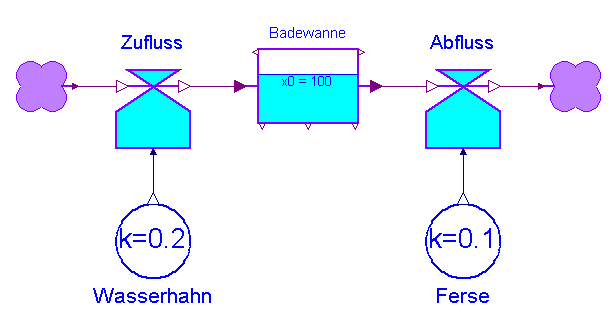 Zufluss
Badewanne
Abfluss
x0 = 100
k=0.2
k=0.1
Wasserhahn
Ferse